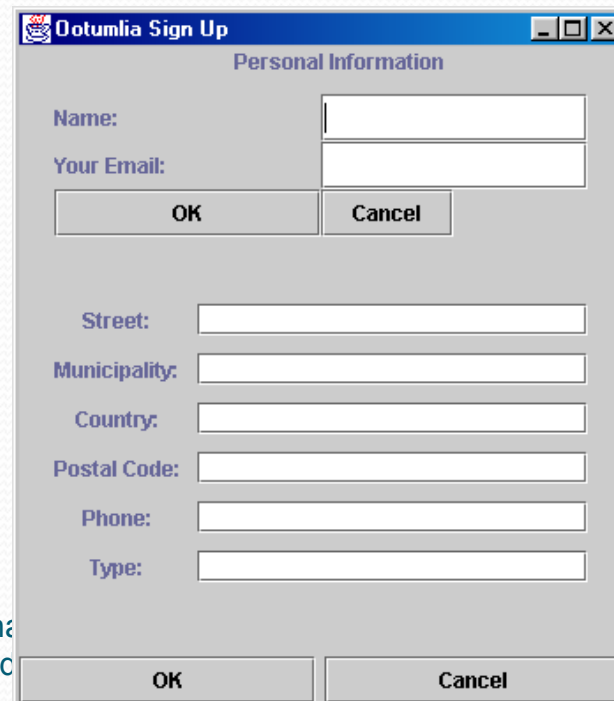 Ootumlia Sign Up
Personal Information
Name:
Your Email:
OK Cancel
Street:
Municipality:
Country:
Postal Code:
Phone:
Type:
OK Cancel